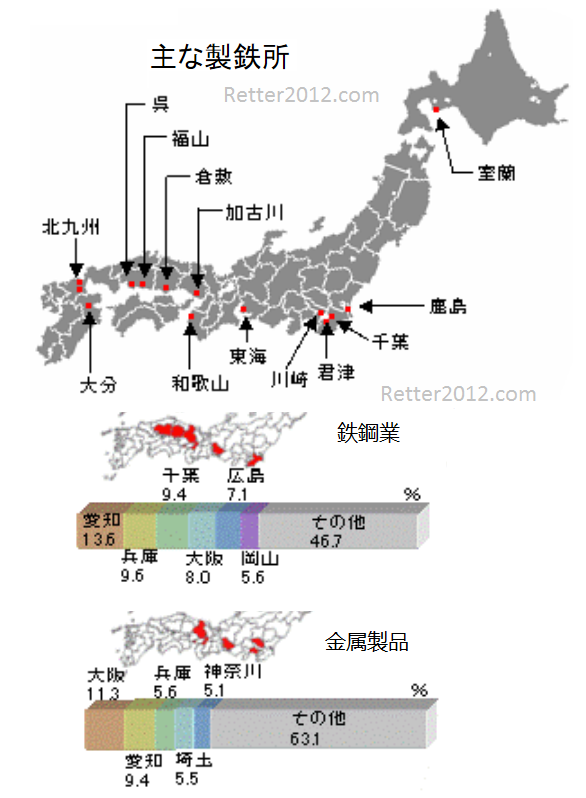 主な製鉄所
Retter2012.com
呉
福山
倉敷
加古川
北九州
室蘭
大分
和歌山
東海
川崎
君津
千葉
鹿島
Retter2012.com
鉄鋼業
千葉 広島
9.4 7.1 %
愛知 その他
13.6 46.7
兵庫 大阪 岡山
9.6 8.0 5.6
金属製品
大阪 兵庫 神奈川
11.3 5.6 5.1 %
その他
63.1
愛知 埼玉
9.4 5.5